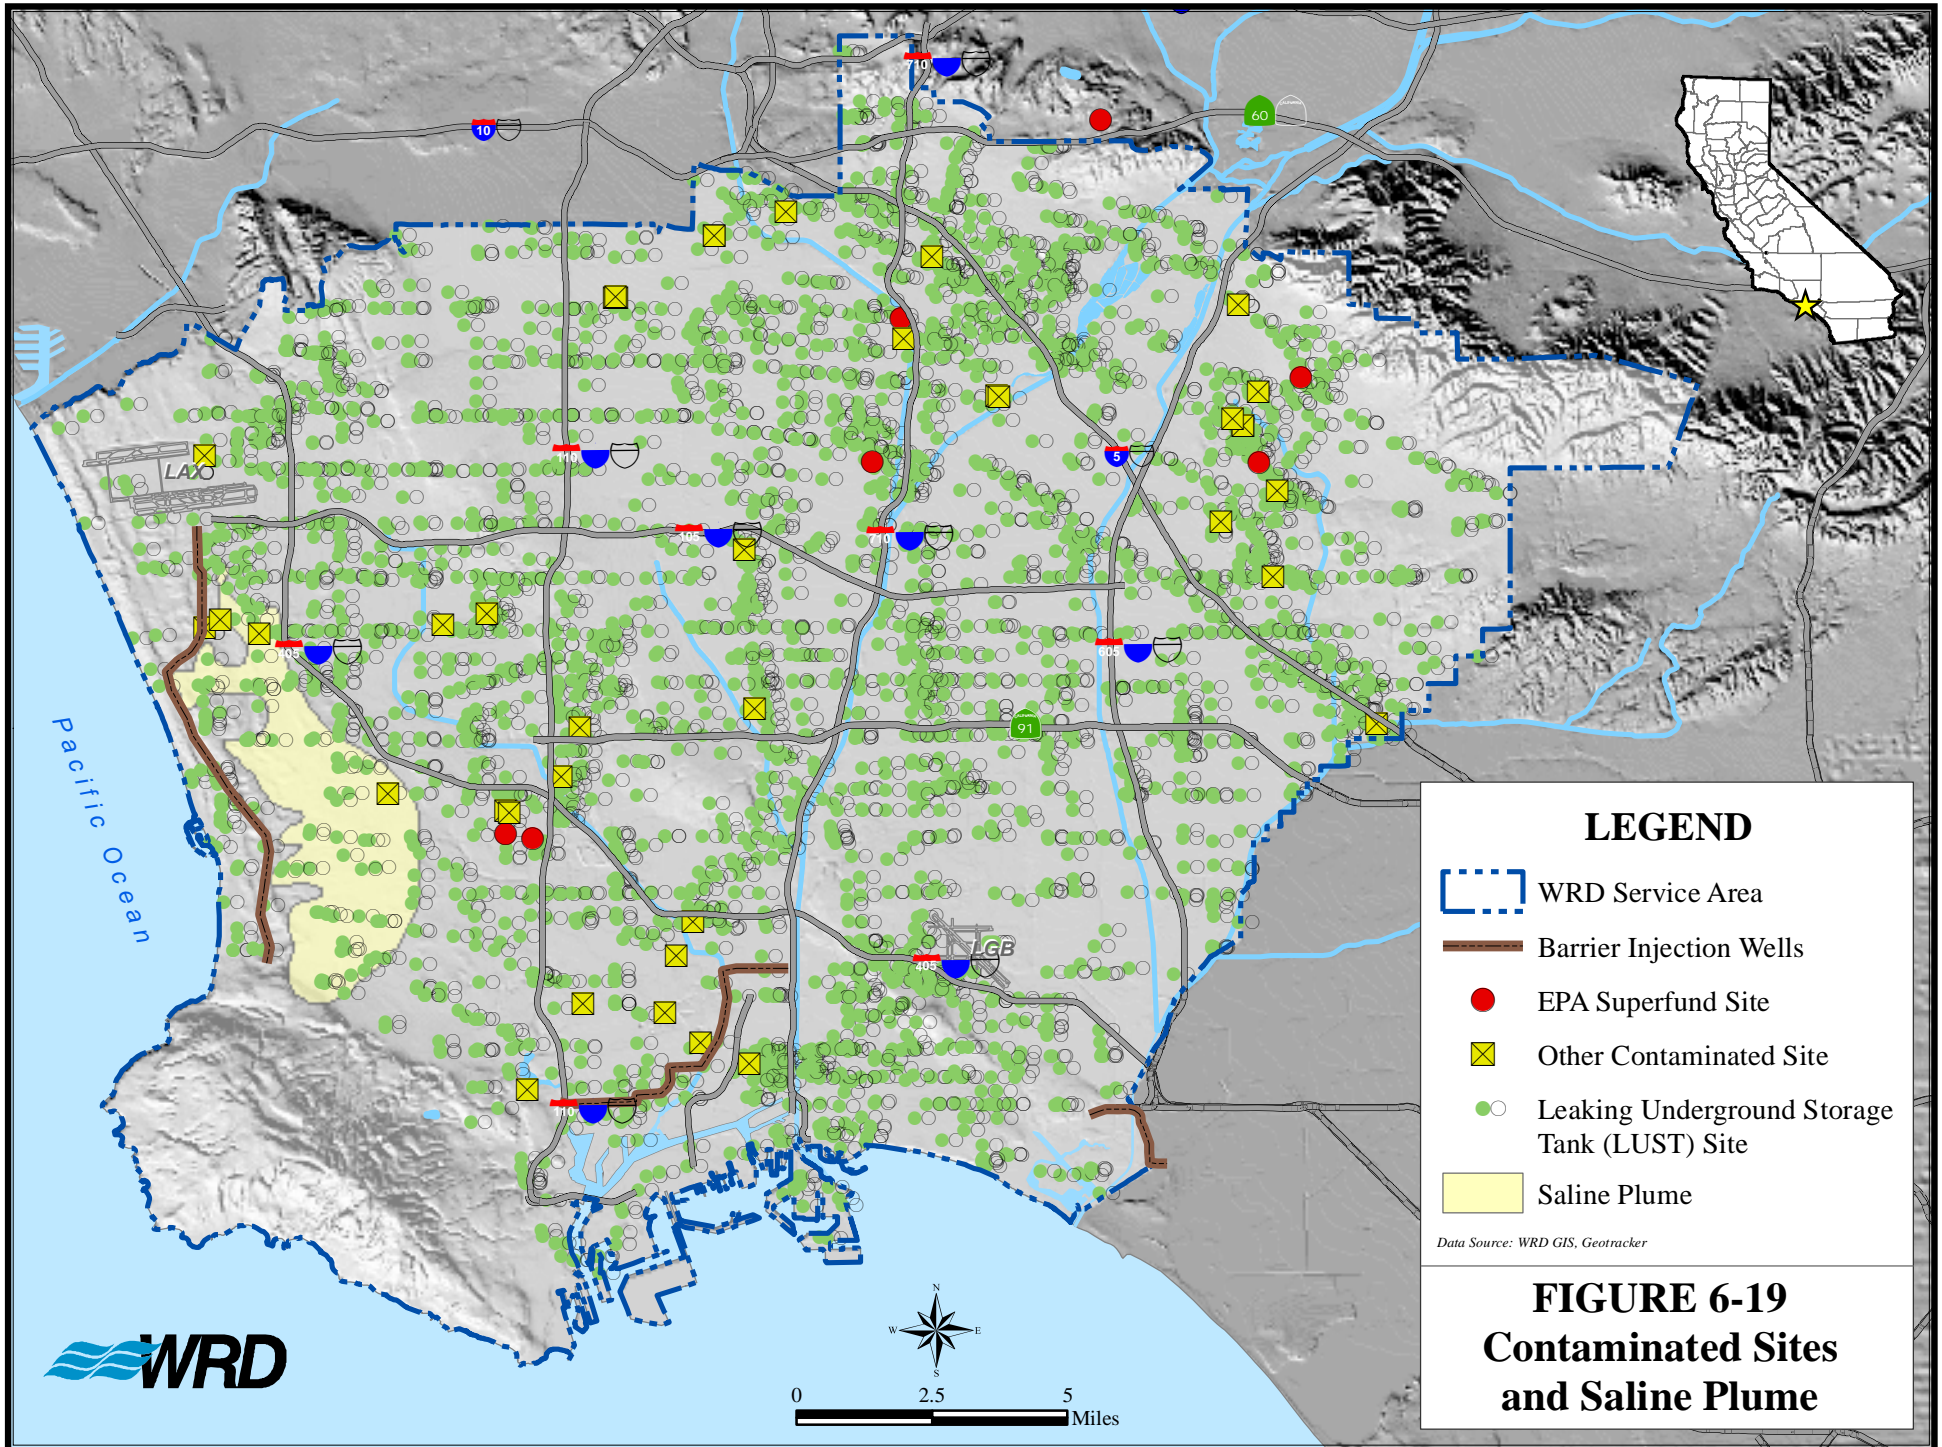 710
10
60
LAX
110
5
105
710
405
605
91
Pacific Ocean
LGB
405
110
LEGEND
WRD Service Area
Barrier Injection Wells
EPA Superfund Site
Other Contaminated Site
Leaking Underground Storage
Tank (LUST) Site
Saline Plume
Data Source: WRD GIS, Geotracker
FIGURE 6-19
Contaminated Sites
and Saline Plume
N
W E
S
WRD
0 2.5 5
Miles